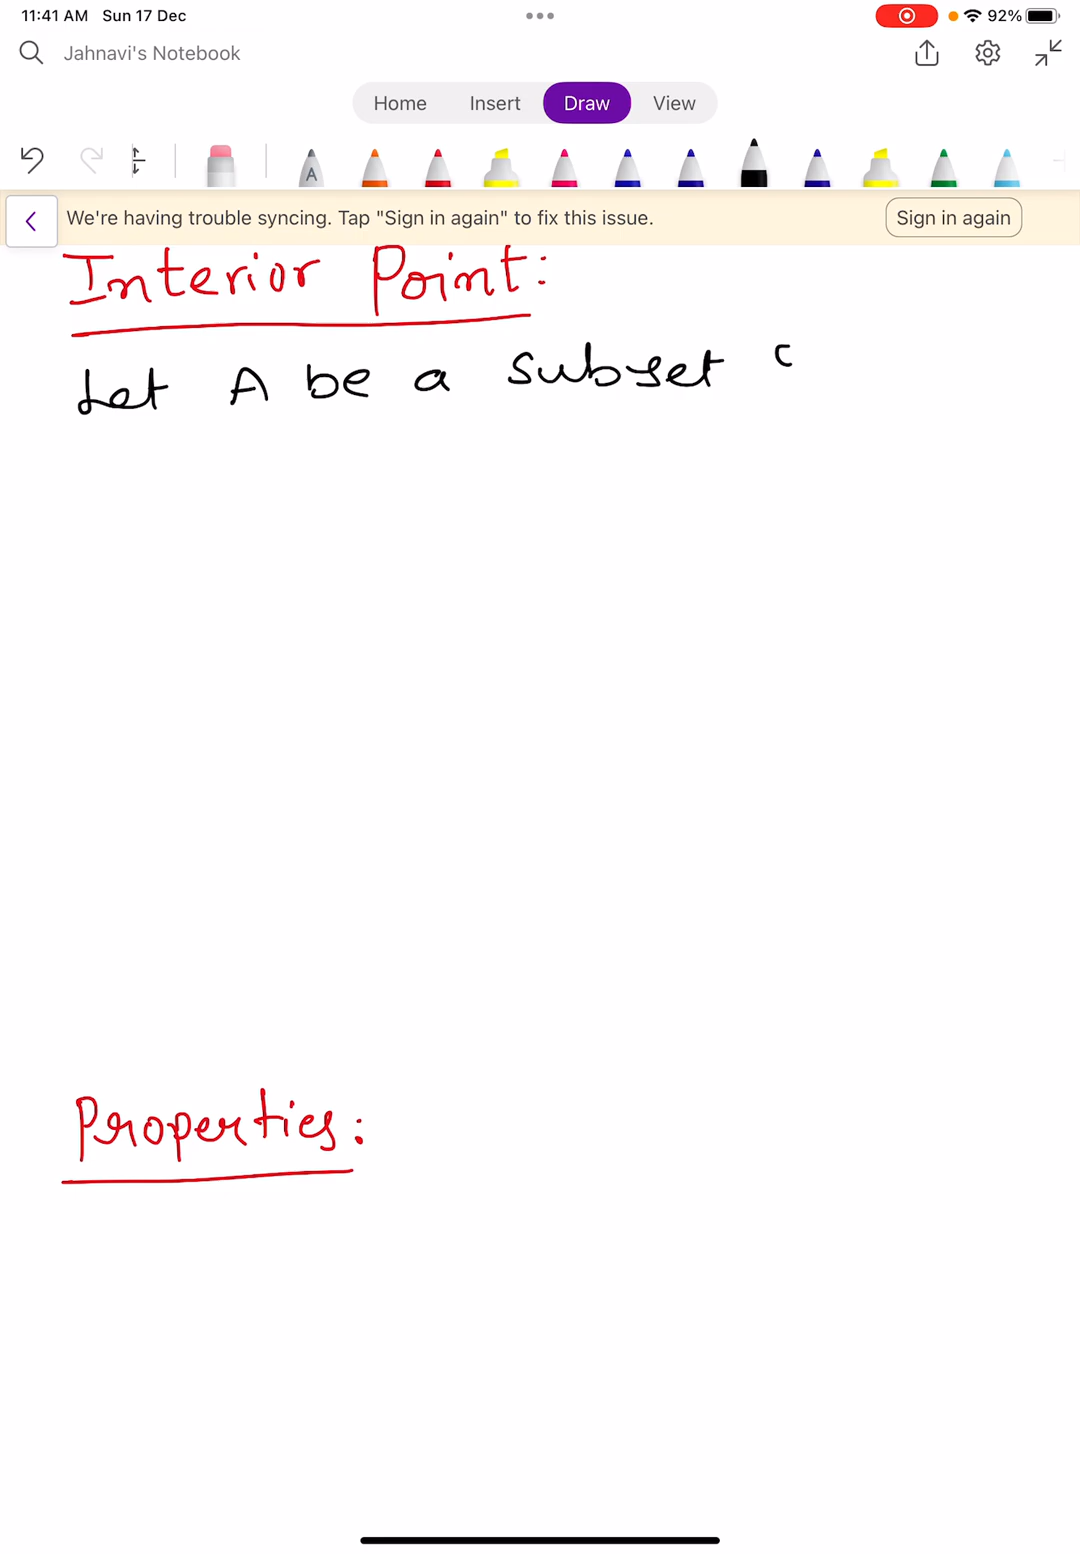 11:41 AM Sun 17 Dec
92%
Jahnavi's Notebook
Home Insert Draw View
A
We're having trouble syncing. Tap "Sign in again" to fix this issue.
Sign in again
Interior Point:
Let A be a subset
Properties: